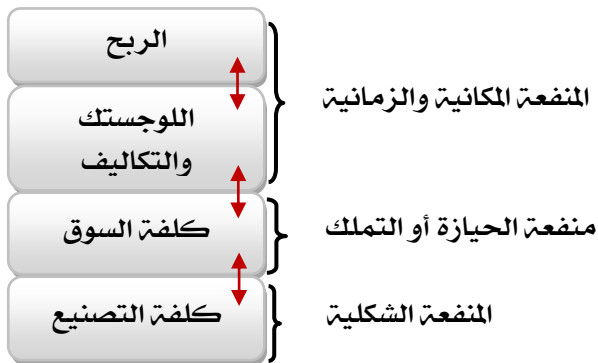 الربح
المنفعة المكانية والزمانية
اللوجستك
والتكاليف
كلفة السوق
منفعة الحيازة أو التملك
كلفة التصنيع
المنفعة الشكلية